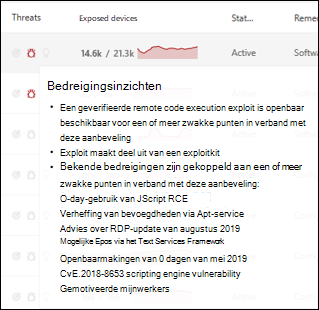 Threats Exposed devices Stat... Remed
14.6k / 21.3k Active Softwa
Bedreigingsinzichten
• Een geverifieerde remote code execution exploit is openbaar
beschikbaar voor een of meer zwakke punten in verband met
deze aanbeveling
• Exploit maakt deel uit van een exploitkit
• Bekende bedreigingen zijn gekoppeld aan een of meer
zwakke punten in verband met deze aanbeveling:
O-day-gebruik van JScript RCE
Verheffing van bevoegdheden via Apt-service
Advies over RDP-update van augustus 2019
Mogelijke Epos via het Text Services Framework
Openbaarmakingen van 0 dagen van mei 2019
CvE.2018-8653 scripting engine vulnerability
Gemotiveerde mijnwerkers